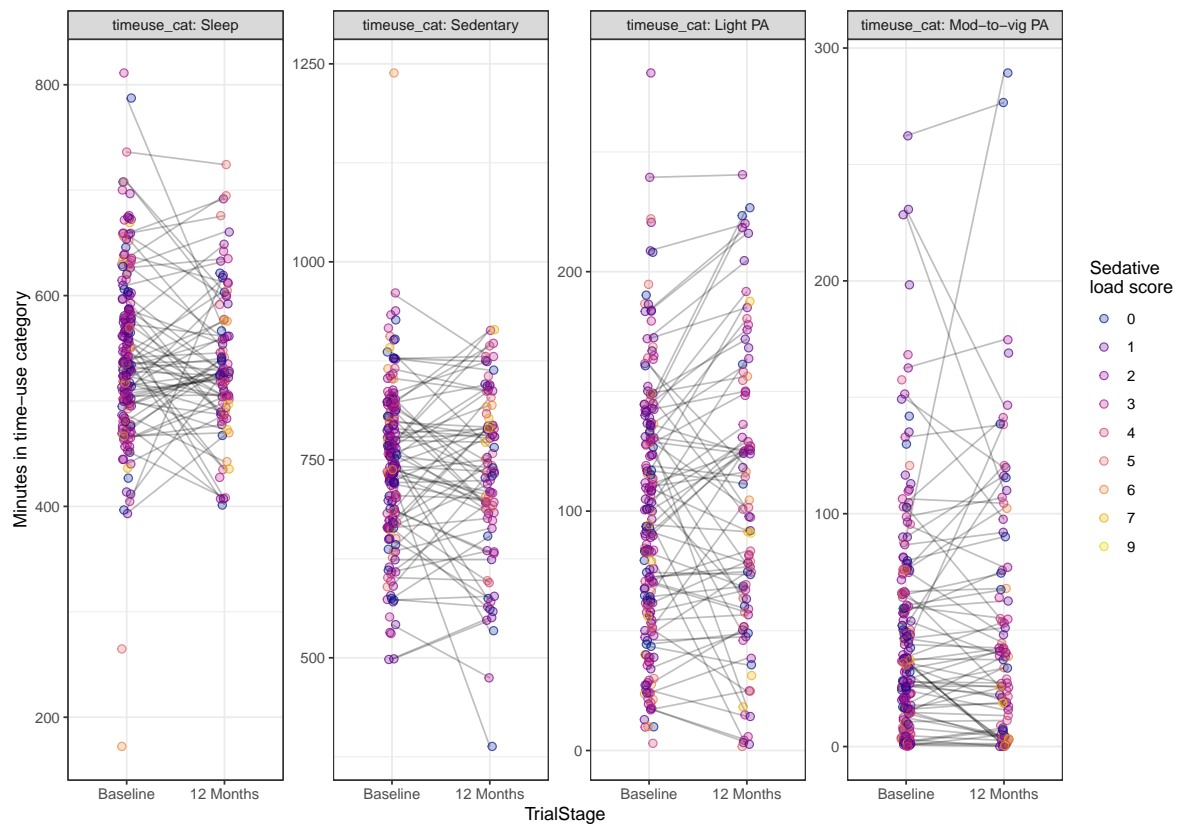 timeuse_cat: Sleep
timeuse_cat: Sedentary
timeuse_cat: Light PA
timeuse_cat: Mod−to−vig PA
Minutes in time−use category
800
600
400
200
1250
1000
750
500
200
100
0
300
200
100
0
Baseline
12 Months
Baseline
12 Months
Baseline
12 Months
Baseline
12 Months
TrialStage
Sedative
load score
0
1
2
3
4
5
6
7
9